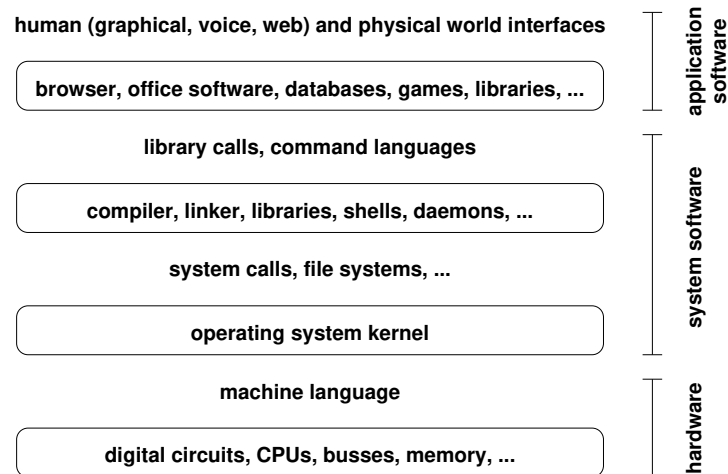 human (graphical, voice, web) and physical world interfaces
browser, office software, databases, games, libraries, ...
application
software
library calls, command languages
compiler, linker, libraries, shells, daemons, ...
system calls, file systems, ...
operating system kernel
system software
machine language
digital circuits, CPUs, busses, memory, ...
hardware